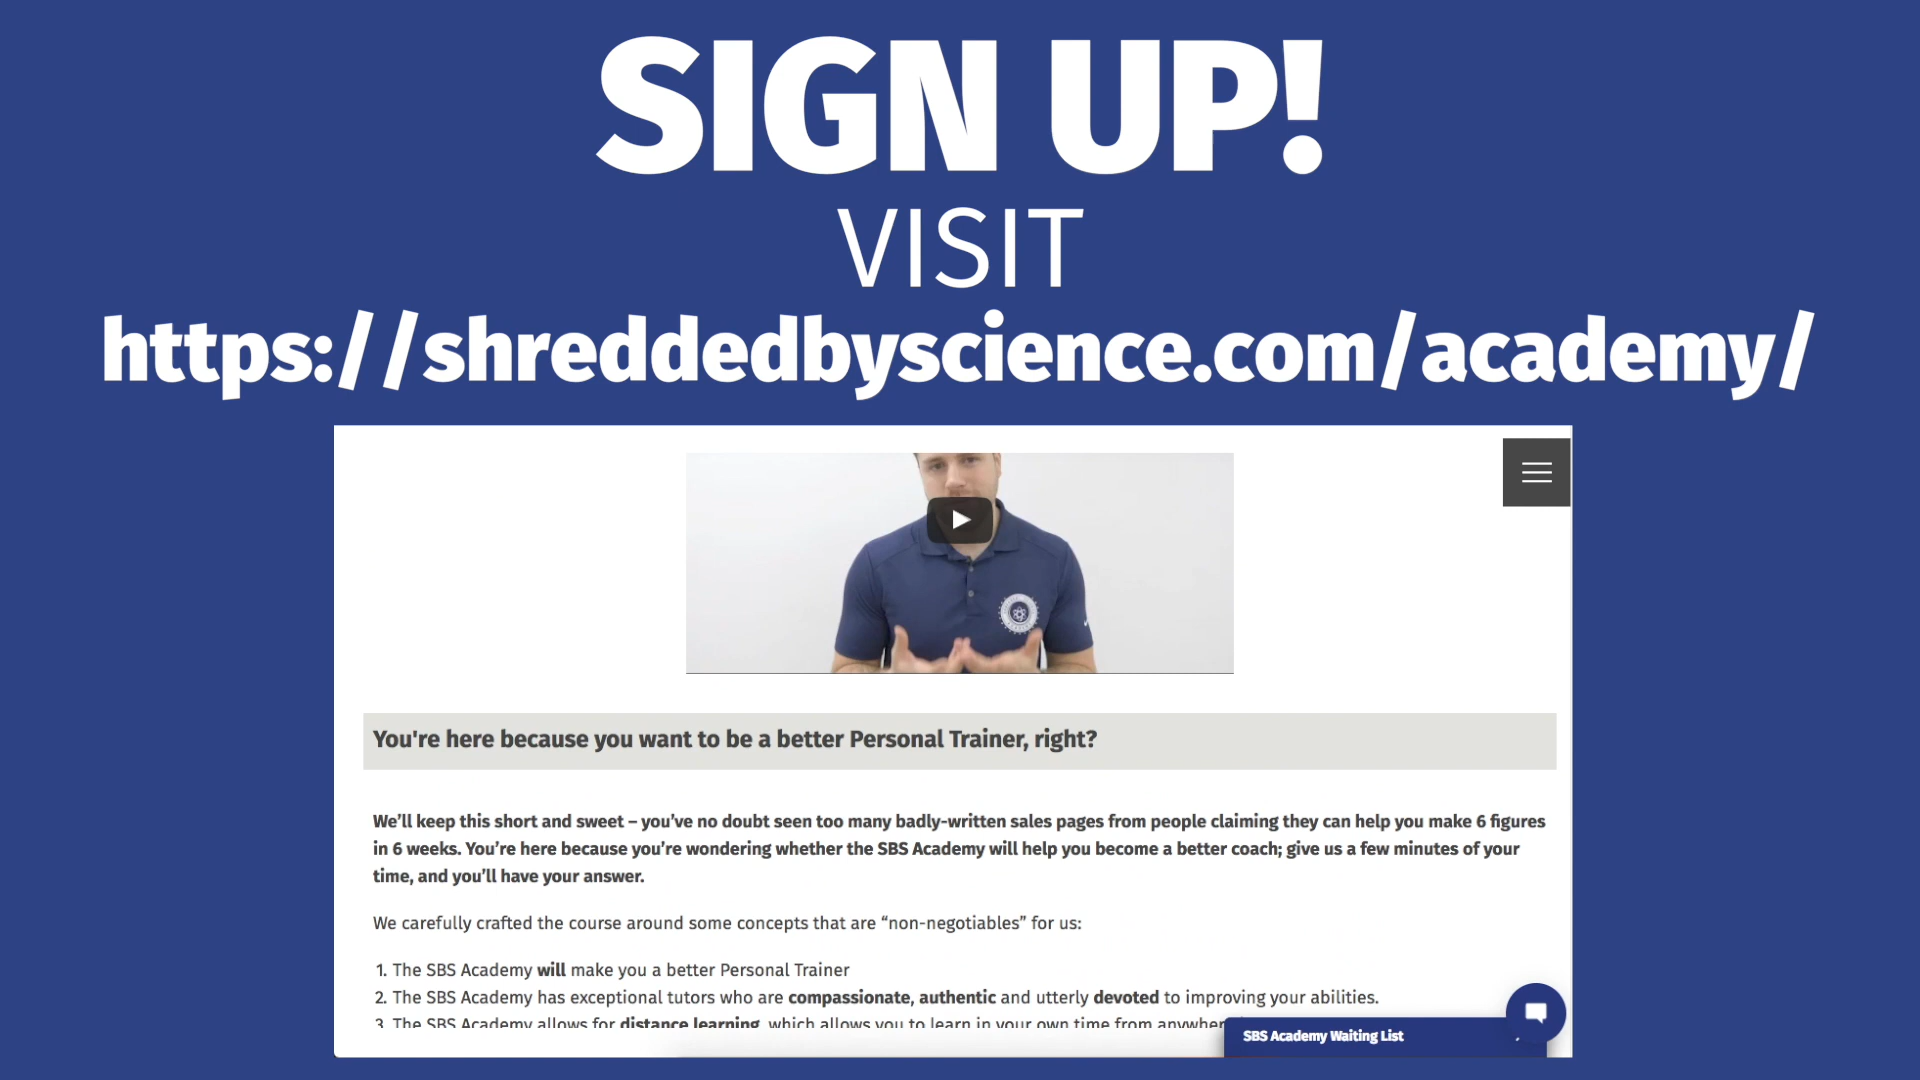 SIGN UP!
VISIT
https://shreddedbyscience.com/academy/
You're here because you want to be a better Personal Trainer, right?
We’ll keep this short and sweet – you’ve no doubt seen too many badly-written sales pages from people claiming they can help you make 6 figures
in 6 weeks. You’re here because you’re wondering whether the SBS Academy will help you become a better coach; give us a few minutes of your
time, and you’ll have your answer.
We carefully crafted the course around some concepts that are “non-negotiables” for us:
1. The SBS Academy will make you a better Personal Trainer
2. The SBS Academy has exceptional tutors who are compassionate, authentic and utterly devoted to improving your abilities.
3. The SBS Academy allows for distance learning, which allows you to learn in your own time from anywhere
SBS Academy Waiting List